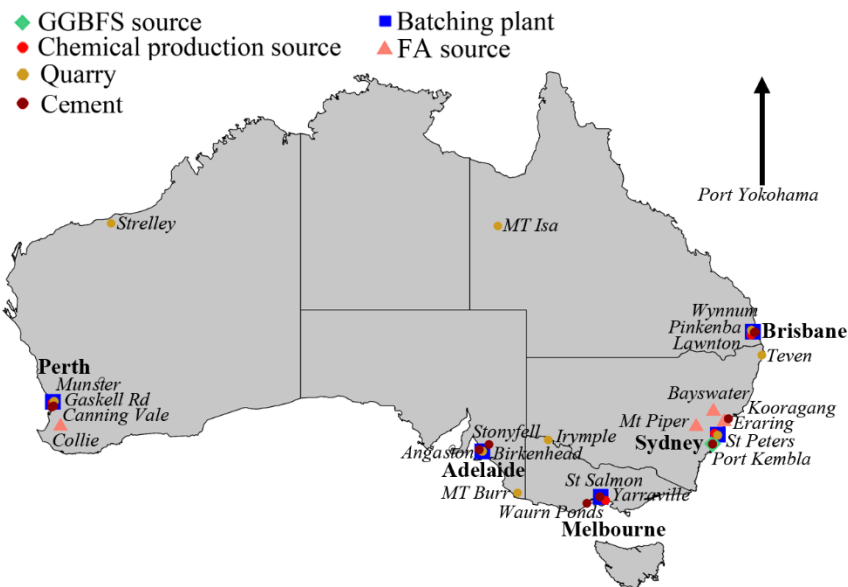 GGBFS source
Chemical production source
Quarry
Cement
Batching plant
FA source
Port Yokohama
Strelley
MT Isa
Wynnum
Pinkenba
Lawnton
Brisbane
Teven
Perth
Munster
Gaskell Rd
Canning Vale
Collie
Bayswater
Kooragang
Mt Piper
Eraring
Sydney
St Peters
Port Kembla
Stonyfell
Irymple
Angaston
Birkenhead
Adelaide
MT Burr
St Salmon
Yarraville
Waurn Ponds
Melbourne